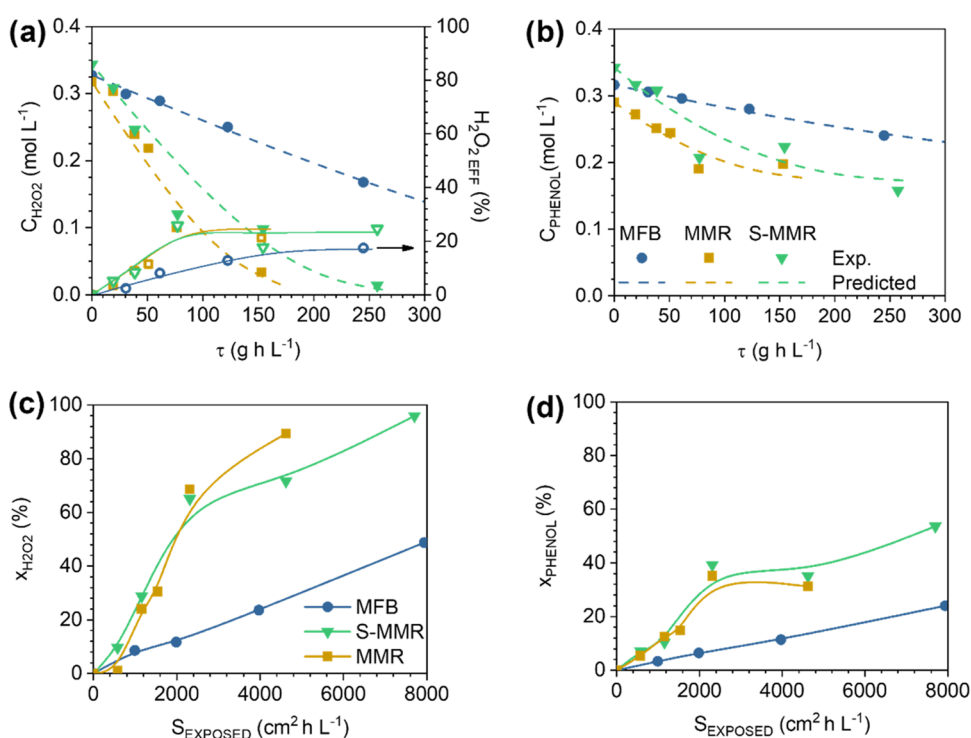 (a)
0.4
0.3
0.2
0.1
0.0
C_H2O2 (mol L⁻¹)
100
80
60
40
20
0
H₂O₂ EFF (%)
0 50 100 150 200 250 300
τ (g h L⁻¹)
(b)
0.4
0.3
0.2
0.1
0.0
C_PHENOL (mol L⁻¹)
MFB MMR S-MMR
Exp.
Predicted
0 50 100 150 200 250 300
τ (g h L⁻¹)
(c)
100
80
60
40
20
0
x_H2O2 (%)
MFB
S-MMR
MMR
0 2000 4000 6000 8000
S_EXPOSED (cm² h L⁻¹)
(d)
100
80
60
40
20
0
x_PHENOL (%)
0 2000 4000 6000 8000
S_EXPOSED (cm² h L⁻¹)